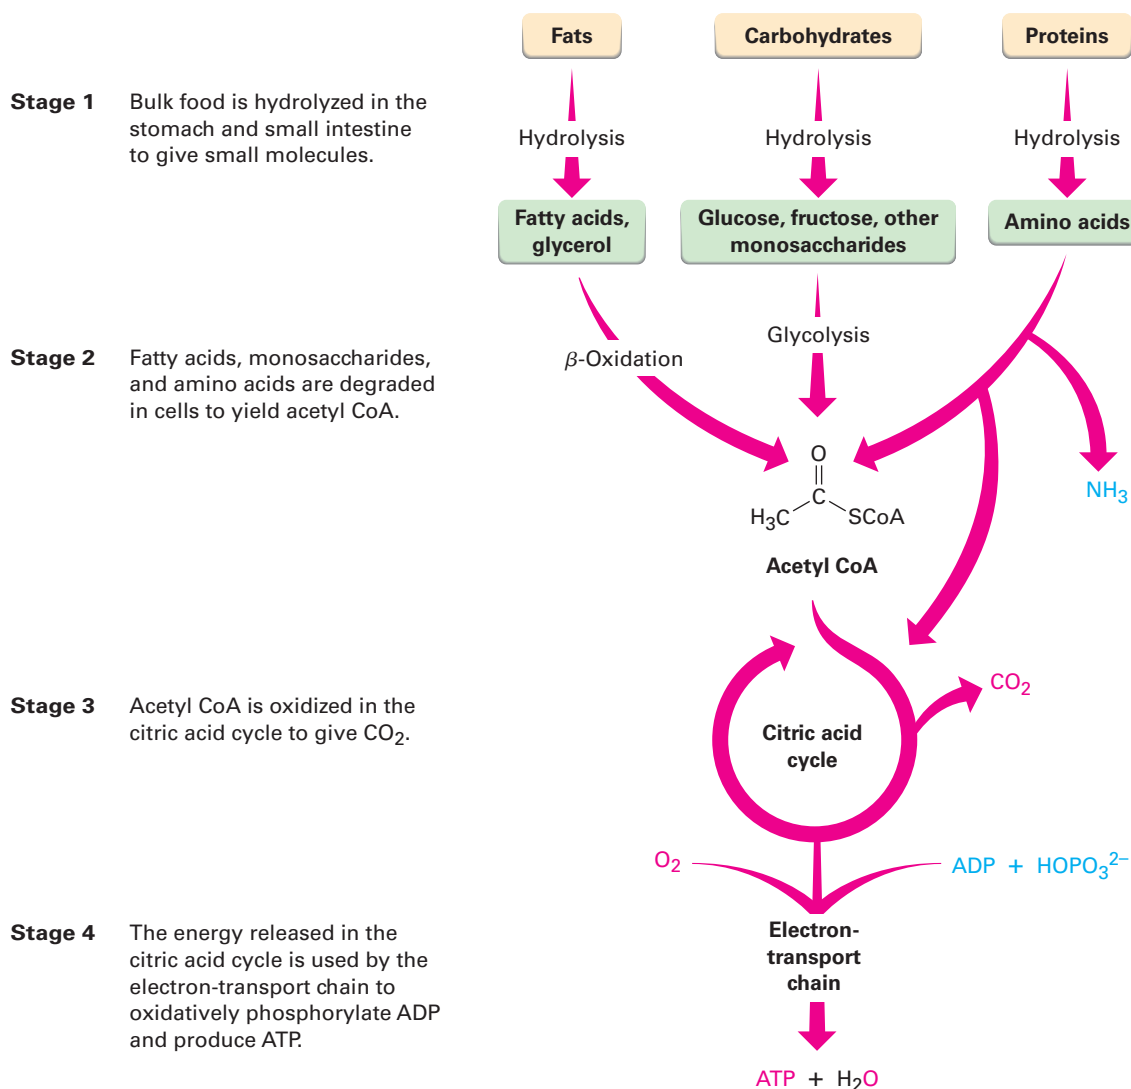 Fats
Carbohydrates
Proteins
Stage 1
Bulk food is hydrolyzed in the
stomach and small intestine
to give small molecules.
Hydrolysis
Hydrolysis
Hydrolysis
Fatty acids,
glycerol
Glucose, fructose, other
monosaccharides
Amino acids
Stage 2
Fatty acids, monosaccharides,
and amino acids are degraded
in cells to yield acetyl CoA.
β-Oxidation
Glycolysis
O
C
H₃C
SCoA
NH₃
Acetyl CoA
Stage 3
Acetyl CoA is oxidized in the
citric acid cycle to give CO₂.
Citric acid
cycle
CO₂
O₂
ADP + HOPO₃²⁻
Stage 4
The energy released in the
citric acid cycle is used by the
electron-transport chain to
oxidatively phosphorylate ADP
and produce ATP.
Electron-
transport
chain
ATP + H₂O